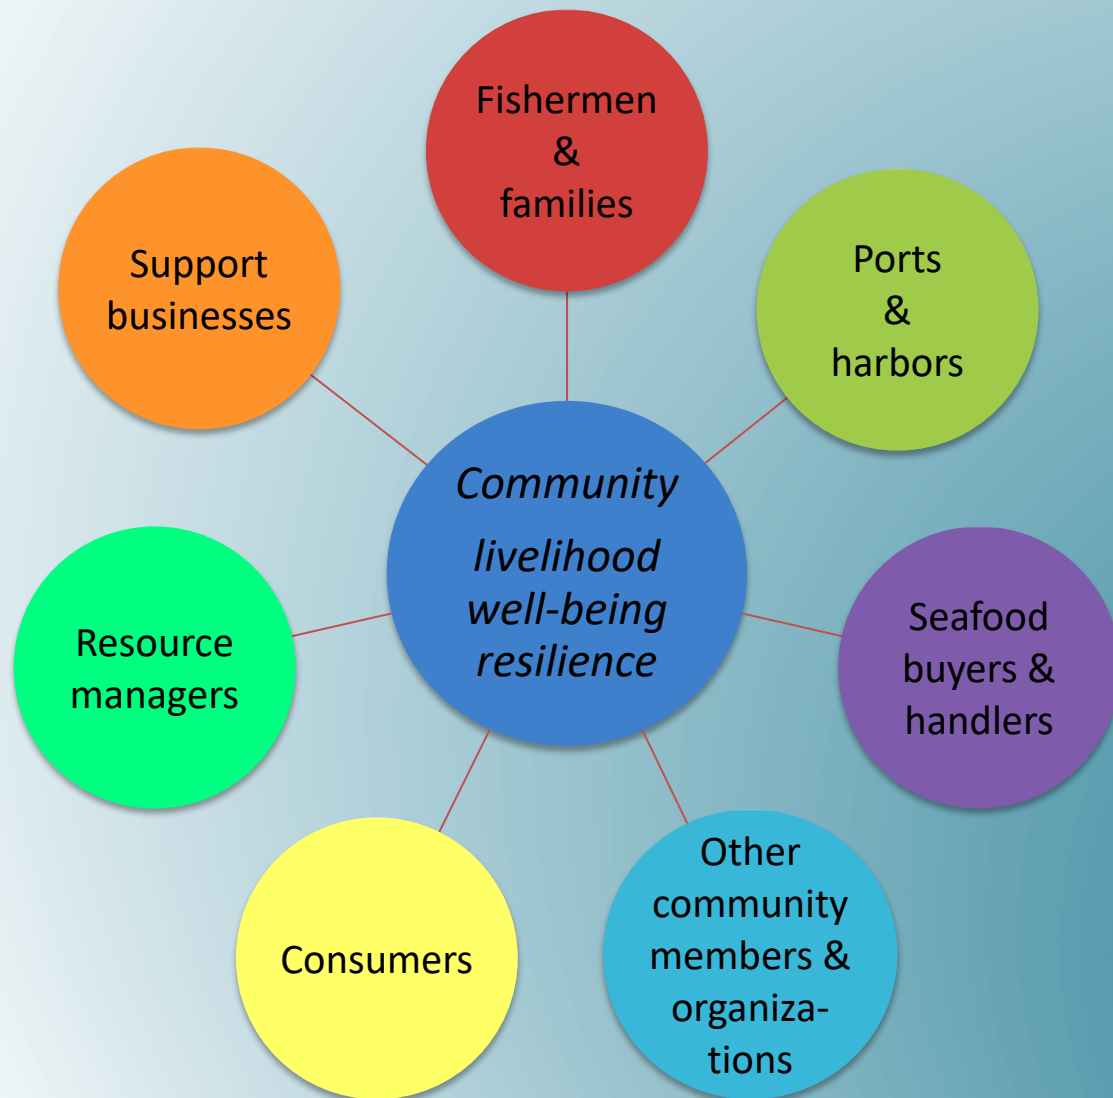 Fishermen
&
families
Support
businesses
Ports
&
harbors
Community
livelihood
well-being
resilience
Resource
managers
Seafood
buyers &
handlers
Consumers
Other
community
members &
organiza-
tions